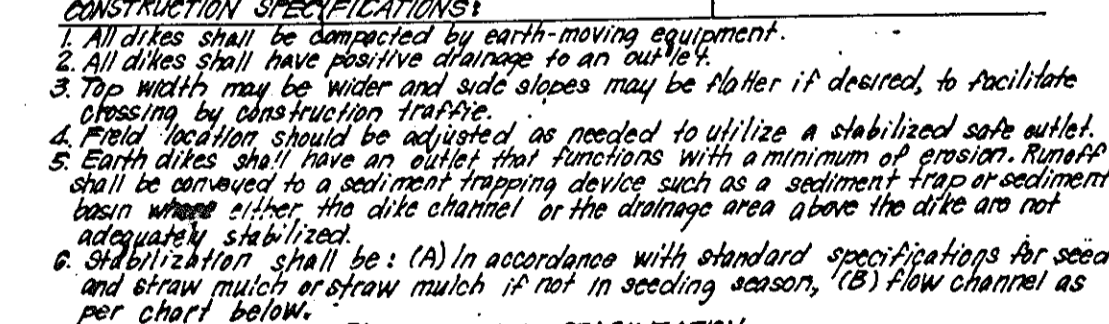 CONSTRUCTION SPECIFICATIONS:
1. All dikes shall be compacted by earth-moving equipment.
2. All dikes shall have positive drainage to an outlet.
3. Top width may be wider and side slopes may be flatter if desired, to facilitate
crossing by construction traffic.
4. Field location should be adjusted as needed to utilize a stabilized safe outlet.
5. Earth dikes shall have an outlet that functions with a minimum of erosion. Runoff
shall be conveyed to a sediment trapping device such as a sediment trap or sediment
basin where either the dike channel or the drainage area above the dike are not
adequately stabilized.
6. Stabilization shall be: (A) In accordance with standard specifications for seed
and straw mulch or straw mulch if not in seeding season, (B) flow channel as
per chart below.
STABILIZATION